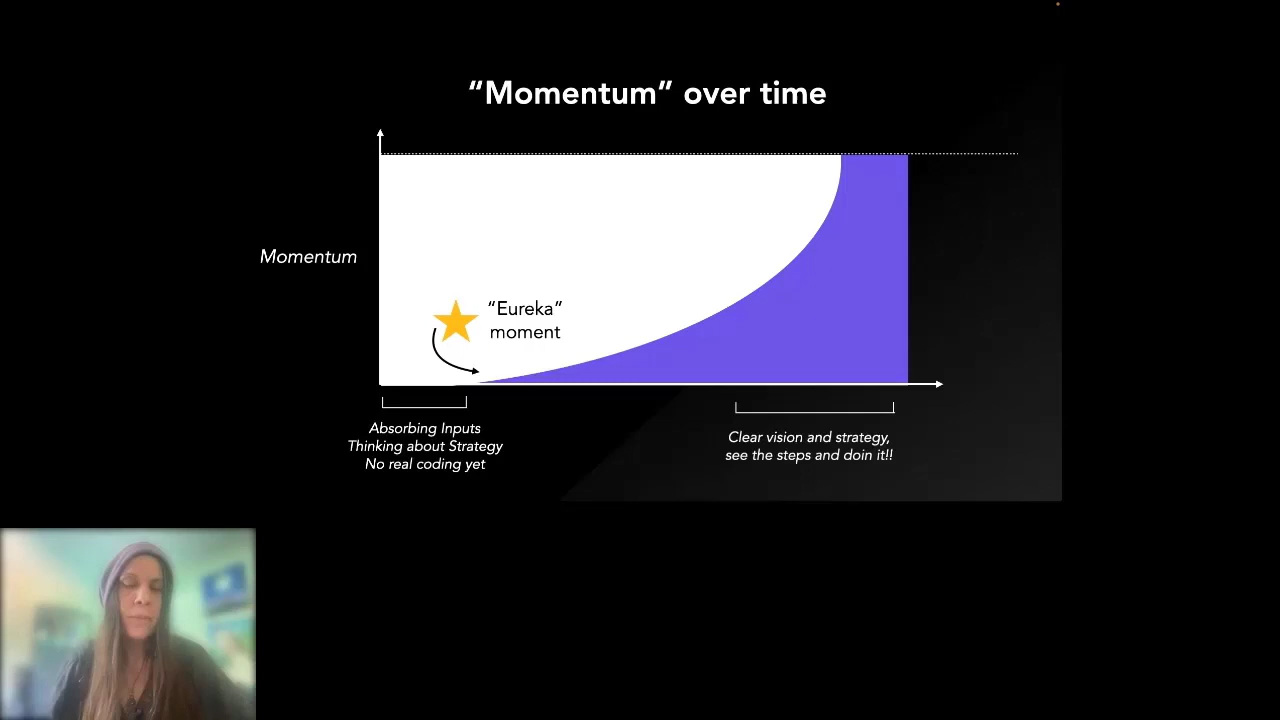 “Momentum” over time
Momentum
“Eureka”
moment
Absorbing Inputs
Thinking about Strategy
No real coding yet
Clear vision and strategy,
see the steps and doin it!!